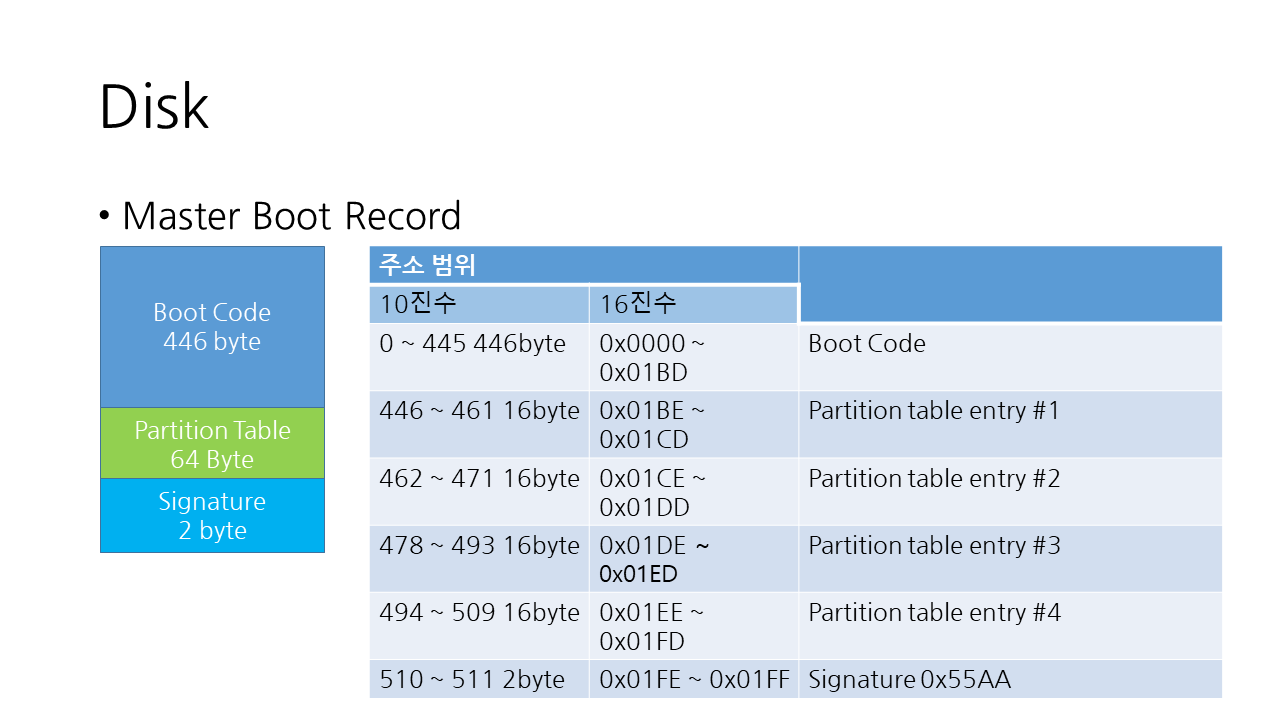 Disk
• Master Boot Record
Boot Code
446 byte
Partition Table
64 Byte
Signature
2 byte
주소 범위
10진수 16진수
0 ~ 445 446byte 0x0000 ~ Boot Code
0x01BD
446 ~ 461 16byte 0x01BE ~ Partition table entry #1
0x01CD
462 ~ 471 16byte 0x01CE ~ Partition table entry #2
0x01DD
478 ~ 493 16byte 0x01DE ~ Partition table entry #3
0x01ED
494 ~ 509 16byte 0x01EE ~ Partition table entry #4
0x01FD
510 ~ 511 2byte 0x01FE ~ 0x01FF Signature 0x55AA